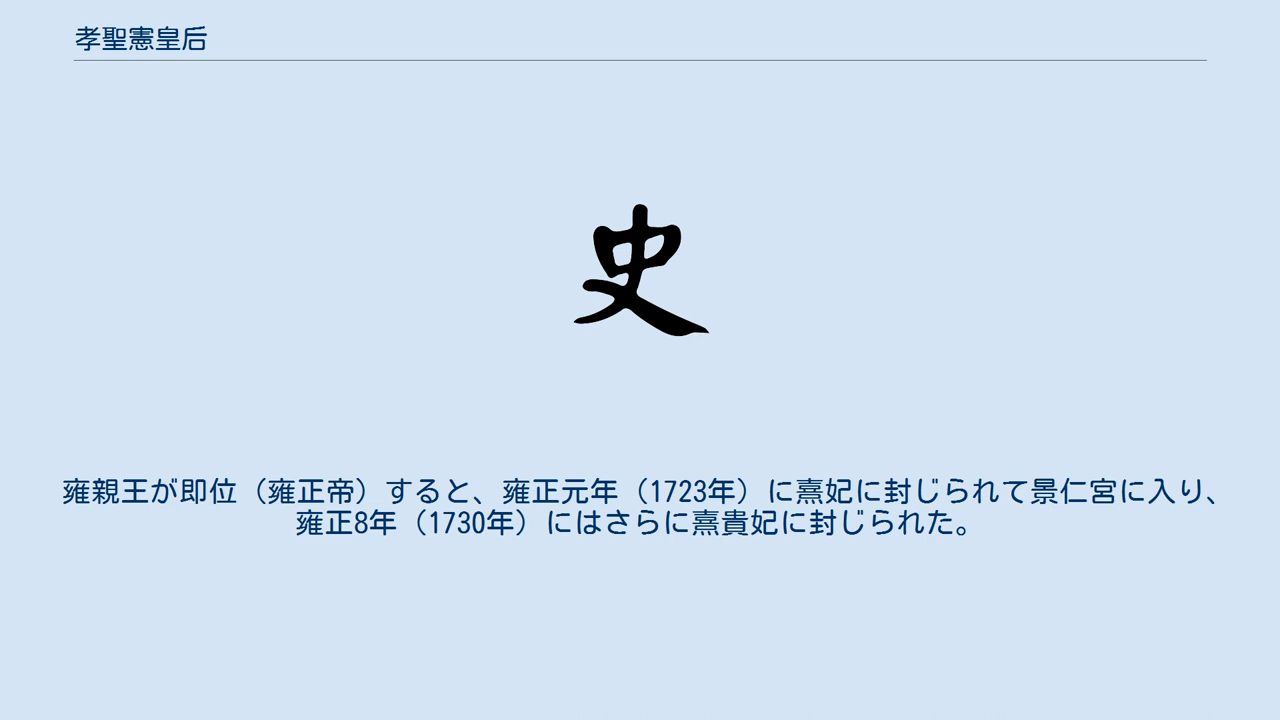 孝聖憲皇后
史
雍親王が即位（雍正帝）すると、雍正元年（1723年）に熹妃に封じられて景仁宮に入り、
雍正8年（1730年）にはさらに熹貴妃に封じられた。